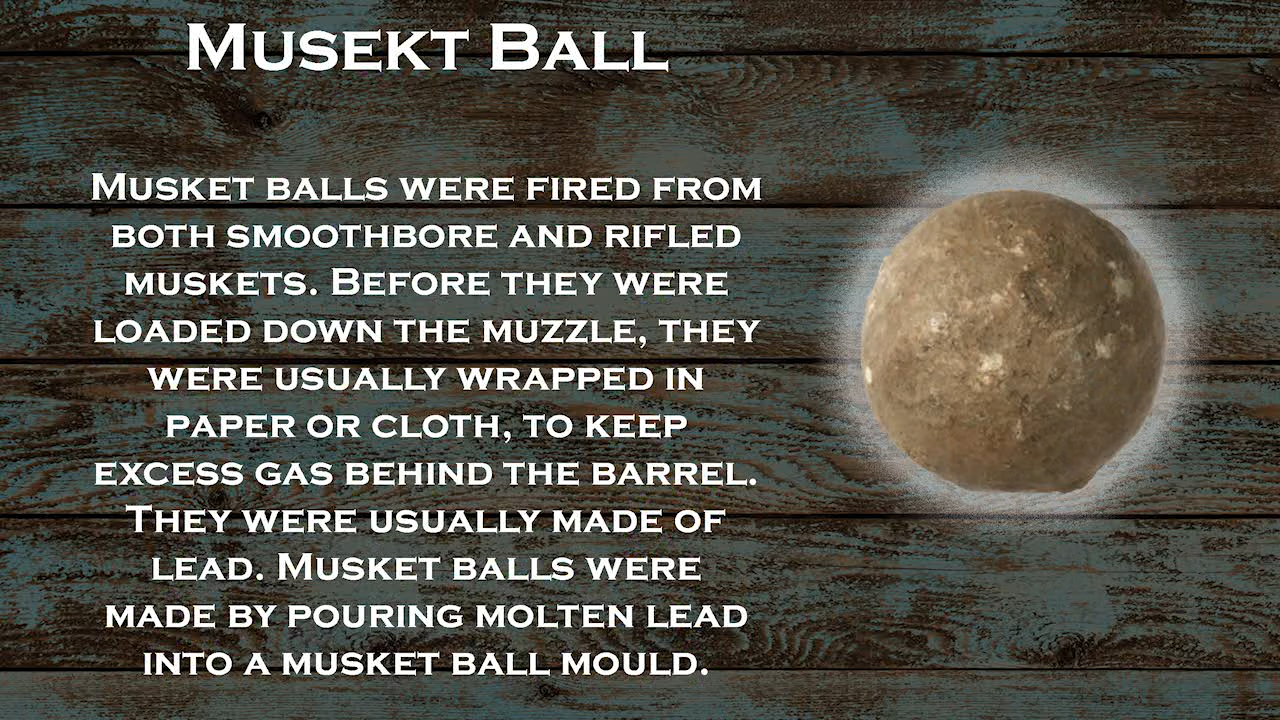 Musekt Ball
Musket balls were fired from
both smoothbore and rifled
muskets. Before they were
loaded down the muzzle, they
were usually wrapped in
paper or cloth, to keep
excess gas behind the barrel.
They were usually made of
lead. Musket balls were
made by pouring molten lead
into a musket ball mould.